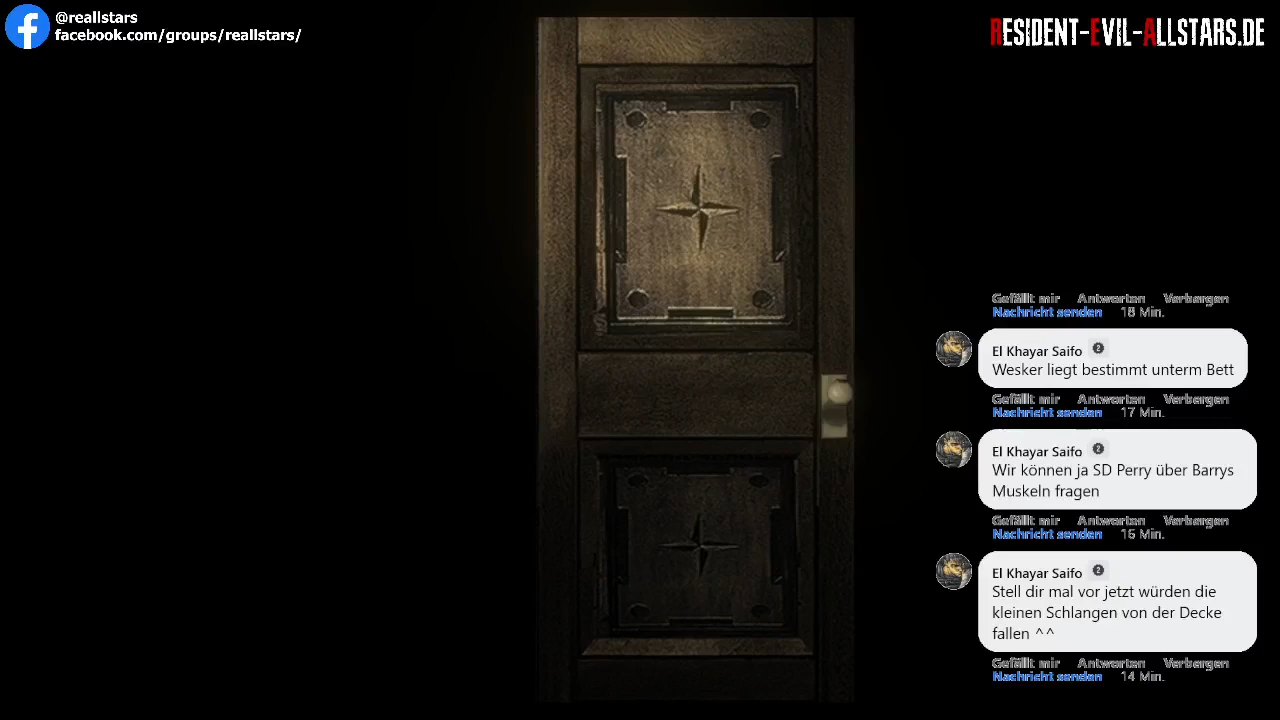 @reallstars
facebook.com/groups/reallstars/
RESIDENT-EVIL-ALLSTARS.DE
Gefällt mir Antworten Verbergen
Nachricht senden 18 Min.
El Khayar Saifo 2
Wesker liegt bestimmt unterm Bett
Gefällt mir Antworten Verbergen
Nachricht senden 17 Min.
El Khayar Saifo 2
Wir können ja SD Perry über Barrys
Muskeln fragen
Gefällt mir Antworten Verbergen
Nachricht senden 16 Min.
El Khayar Saifo 2
Stell dir mal vor jetzt würden die
kleinen Schlangen von der Decke
fallen ^^
Gefällt mir Antworten Verbergen
Nachricht senden 14 Min.